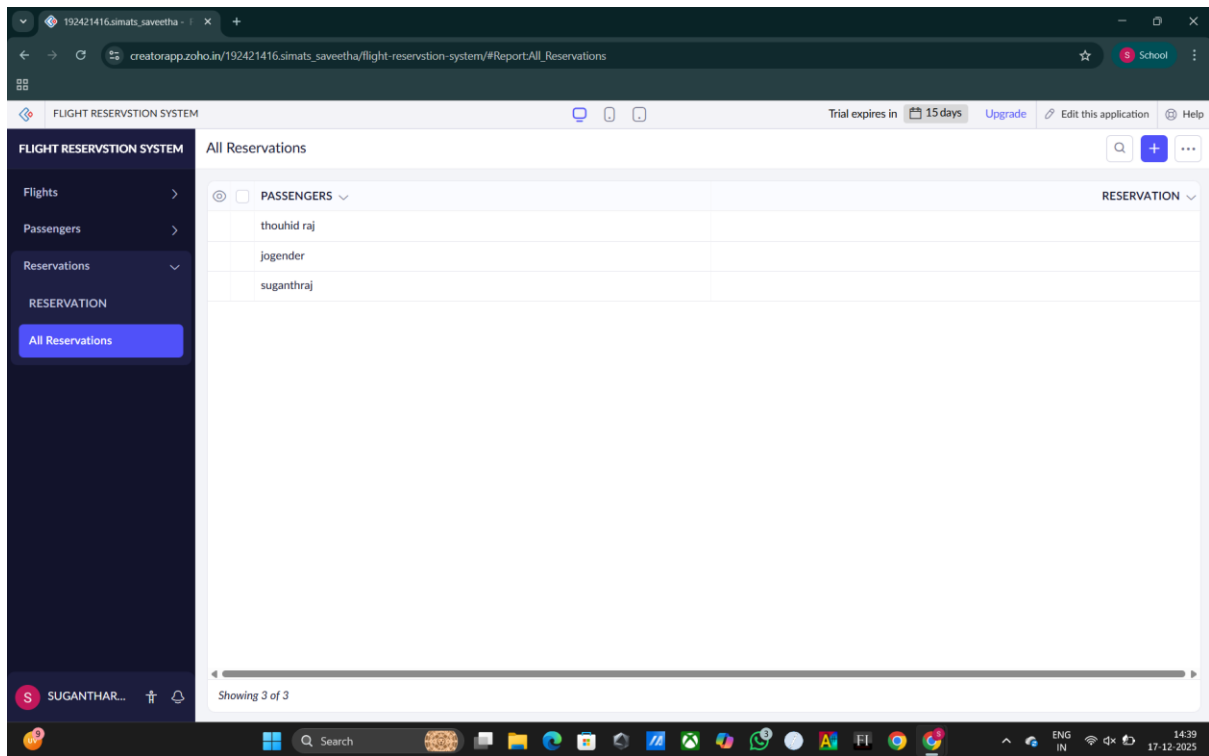 192421416.simats_saveetha - F
creatorapp.zoho.in/192421416.simats_saveetha/flight-reservstion-system/#Report:All_Reservations
S School
FLIGHT RESERVSTION SYSTEM
Trial expires in 15 days Upgrade Edit this application Help
FLIGHT RESERVSTION SYSTEM
All Reservations
Flights
Passengers
Reservations
RESERVATION
All Reservations
PASSENGERS RESERVATION
thouhid raj
jogender
suganthraj
S SUGANTHAR...
Showing 3 of 3
Search
ENG
IN
14:39
17-12-2025